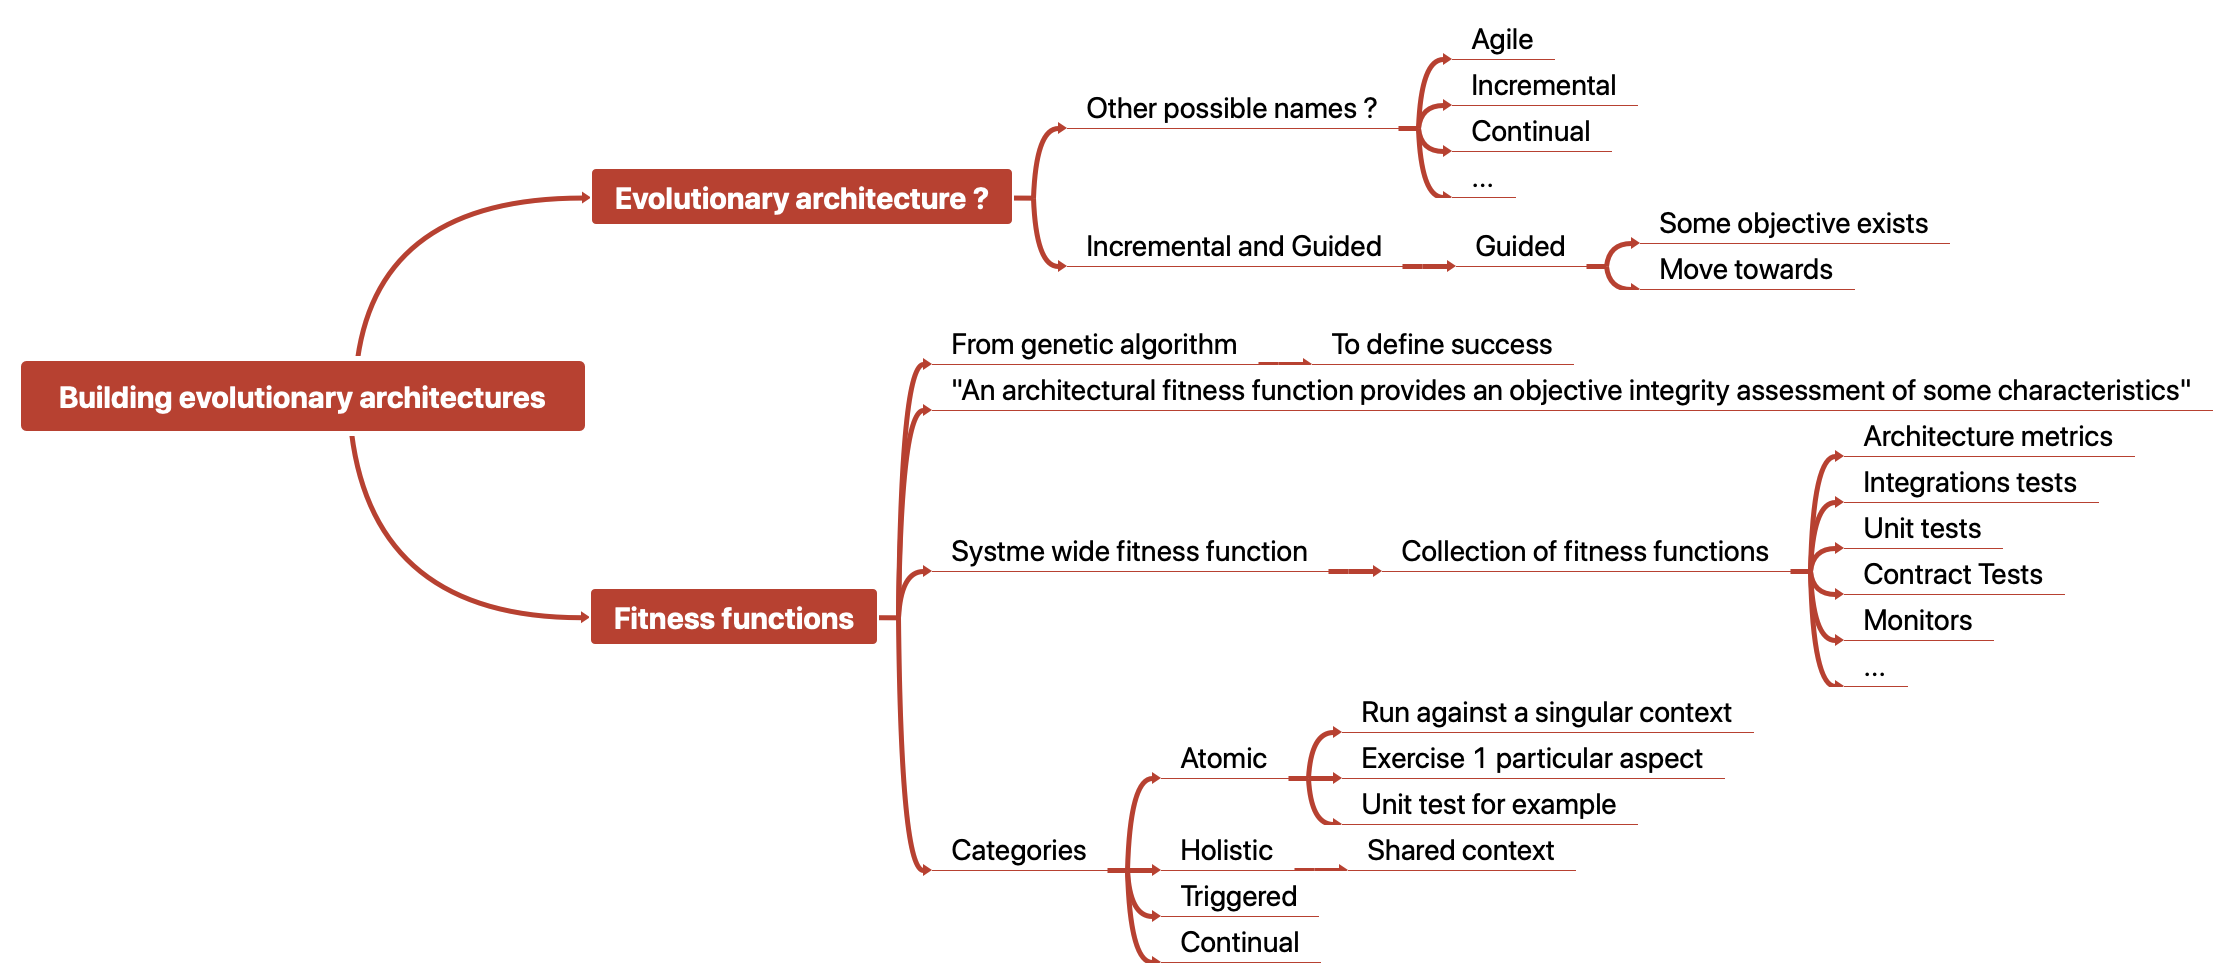 Building evolutionary architectures
Evolutionary architecture ?
Other possible names ?
Agile
Incremental
Continual
...
Incremental and Guided
Guided
Some objective exists
Move towards
Fitness functions
From genetic algorithm
To define success
"An architectural fitness function provides an objective integrity assessment of some characteristics"
Systme wide fitness function
Collection of fitness functions
Architecture metrics
Integrations tests
Unit tests
Contract Tests
Monitors
...
Categories
Atomic
Run against a singular context
Exercise 1 particular aspect
Unit test for example
Holistic
Shared context
Triggered
Continual